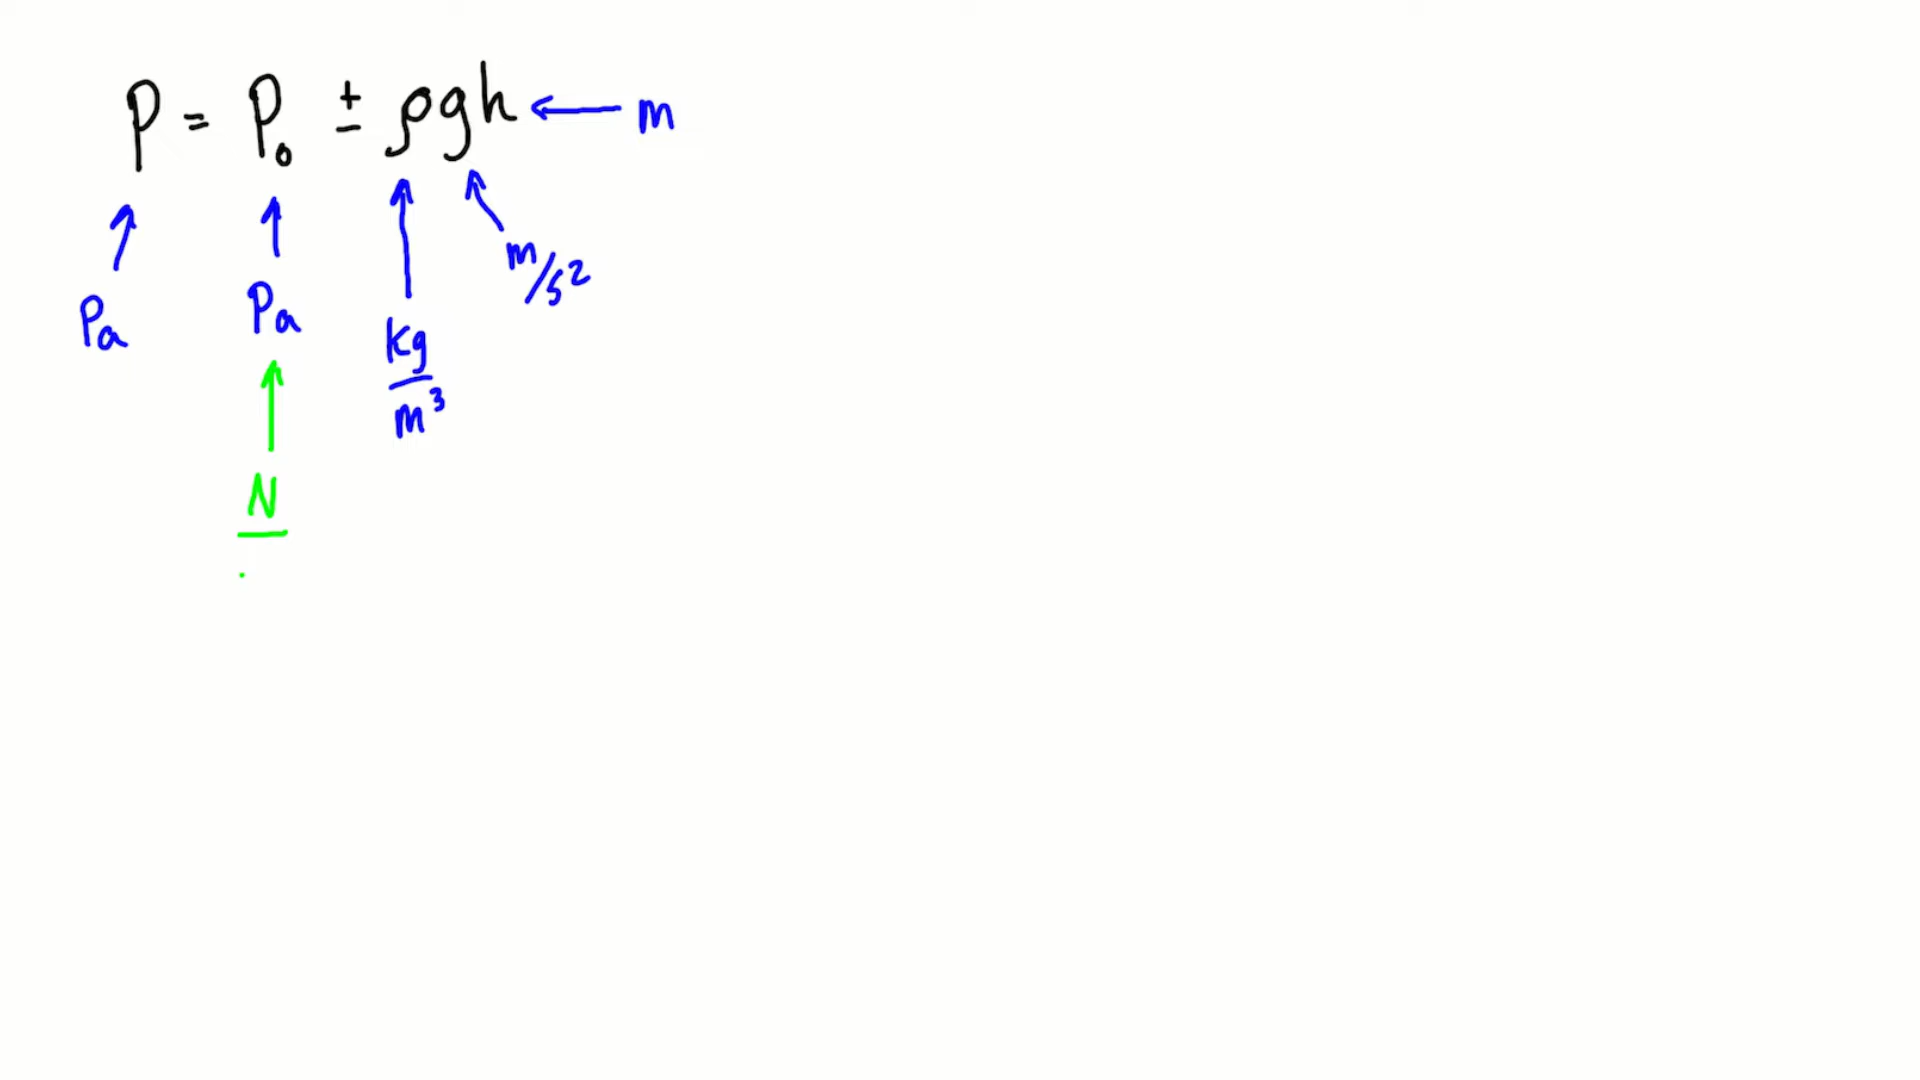 P = P₀ ± ρgh ← m
m/s²
Pa Pa kg/m³
N